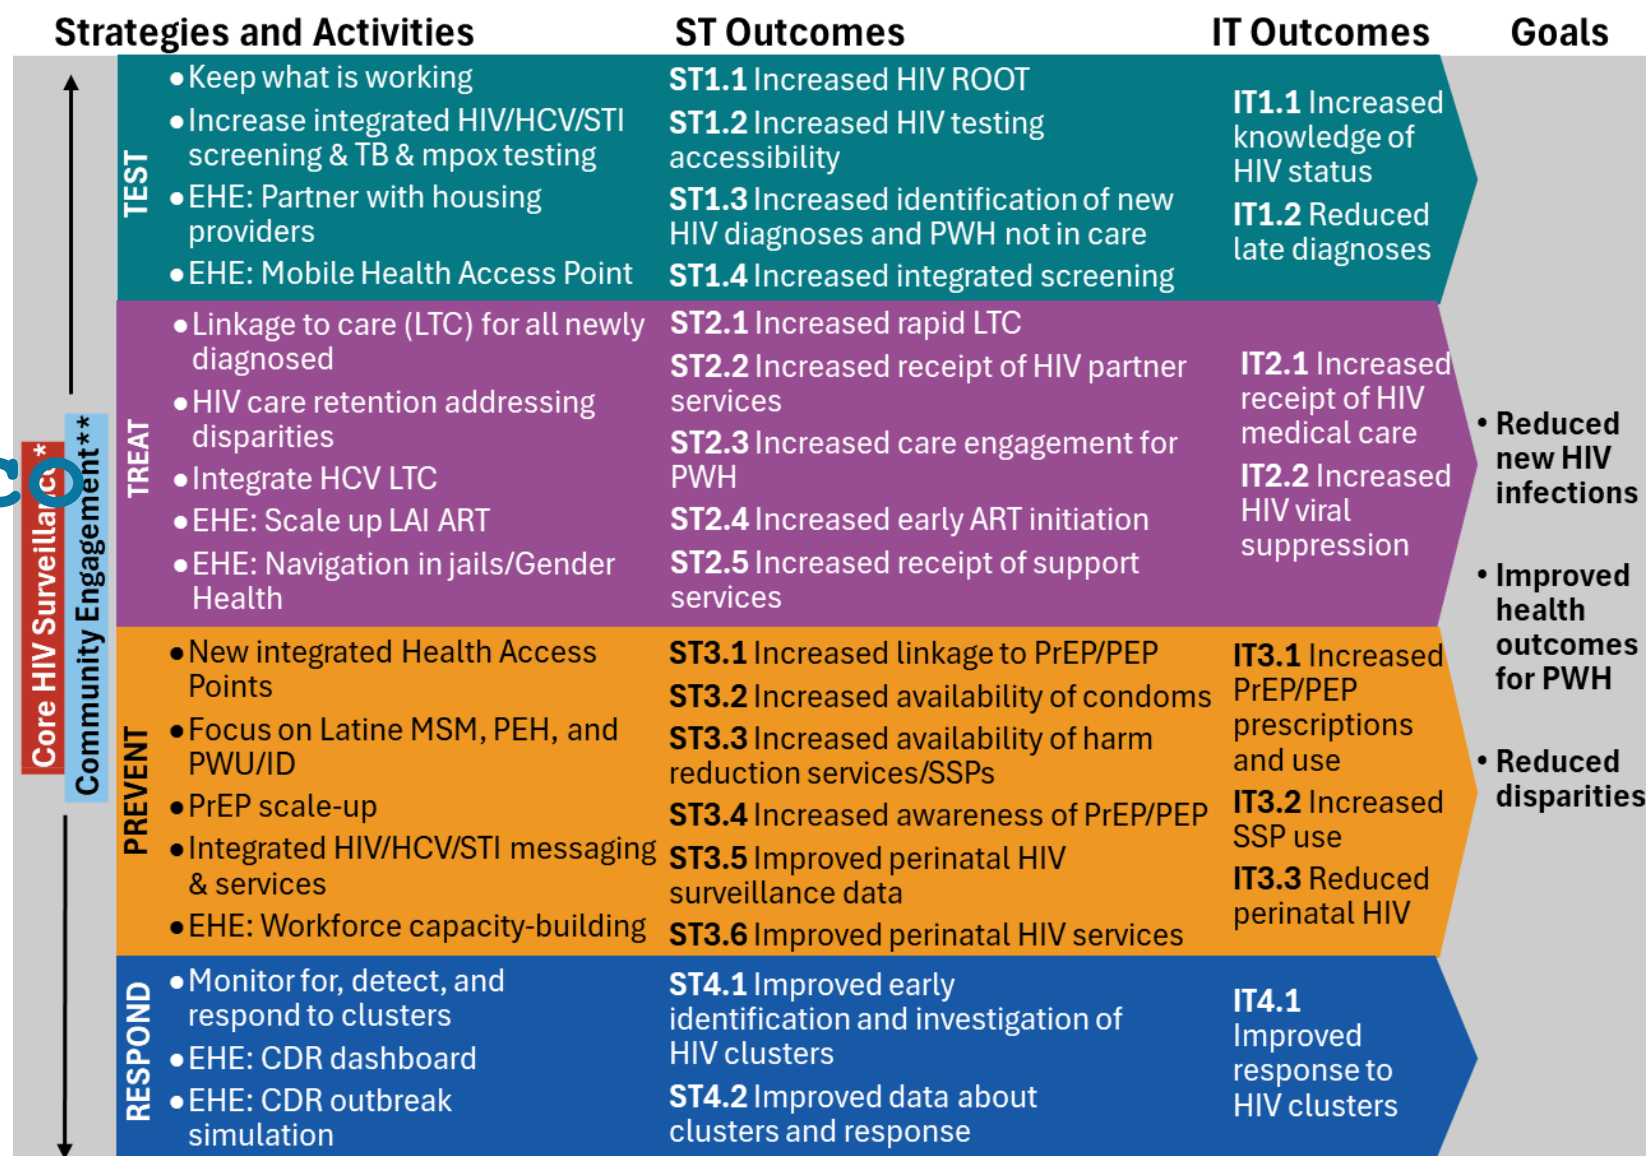 Strategies and Activities
ST Outcomes
IT Outcomes
Goals
Core HIV Surveillance*
Community Engagement**
co
TEST
•Keep what is working
•Increase integrated HIV/HCV/STI
screening & TB & mpox testing
•EHE: Partner with housing
providers
•EHE: Mobile Health Access Point
ST1.1 Increased HIV ROOT
ST1.2 Increased HIV testing
accessibility
ST1.3 Increased identification of new
HIV diagnoses and PWH not in care
ST1.4 Increased integrated screening
IT1.1 Increased
knowledge of
HIV status
IT1.2 Reduced
late diagnoses
TREAT
•Linkage to care (LTC) for all newly
diagnosed
•HIV care retention addressing
disparities
•Integrate HCV LTC
•EHE: Scale up LAI ART
•EHE: Navigation in jails/Gender
Health
ST2.1 Increased rapid LTC
ST2.2 Increased receipt of HIV partner
services
ST2.3 Increased care engagement for
PWH
ST2.4 Increased early ART initiation
ST2.5 Increased receipt of support
services
IT2.1 Increased
receipt of HIV
medical care
IT2.2 Increased
HIV viral
suppression
PREVENT
•New integrated Health Access
Points
•Focus on Latine MSM, PEH, and
PWU/ID
•PrEP scale-up
•Integrated HIV/HCV/STI messaging
& services
•EHE: Workforce capacity-building
ST3.1 Increased linkage to PrEP/PEP
ST3.2 Increased availability of condoms
ST3.3 Increased availability of harm
reduction services/SSPs
ST3.4 Increased awareness of PrEP/PEP
ST3.5 Improved perinatal HIV
surveillance data
ST3.6 Improved perinatal HIV services
IT3.1 Increased
PrEP/PEP
prescriptions
and use
IT3.2 Increased
SSP use
IT3.3 Reduced
perinatal HIV
RESPOND
•Monitor for, detect, and
respond to clusters
•EHE: CDR dashboard
•EHE: CDR outbreak
simulation
ST4.1 Improved early
identification and investigation of
HIV clusters
ST4.2 Improved data about
clusters and response
IT4.1
Improved
response to
HIV clusters
• Reduced
new HIV
infections
• Improved
health
outcomes
for PWH
• Reduced
disparities